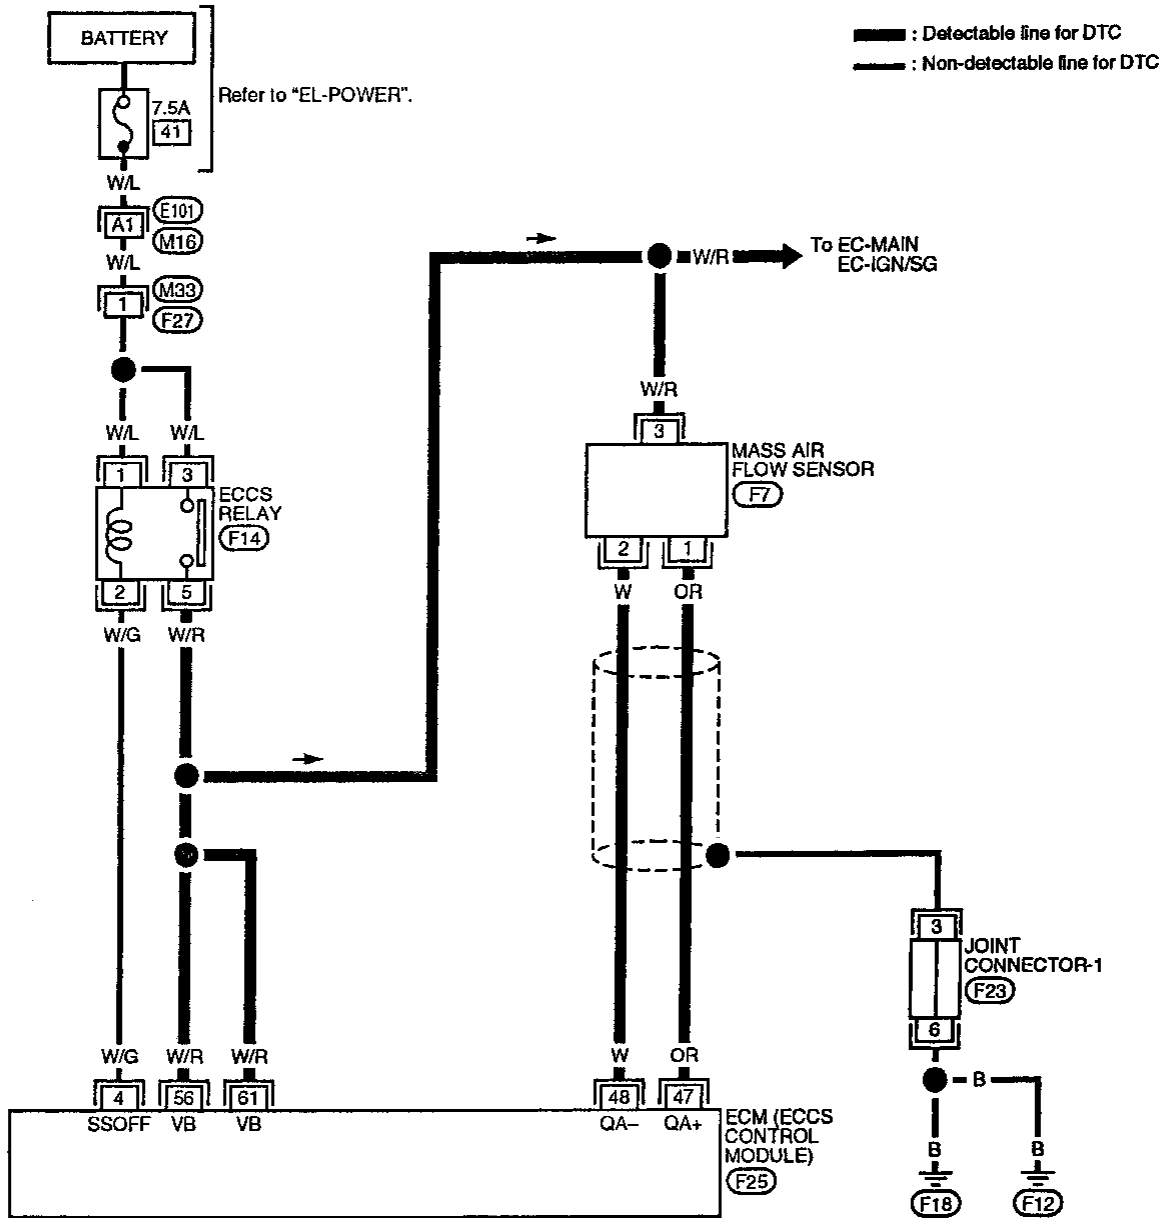 BATTERY
: Detectable line for DTC
: Non-detectable line for DTC
Refer to "EL-POWER".
7.5A
41
W/L
A1
E101
M16
W/L
1
M33
F27
W/R
To EC-MAIN
EC-IGN/SG
W/R
W/L
W/L
1
3
ECCS
RELAY
F14
2
5
W/G
W/R
3
MASS AIR
FLOW SENSOR
F7
2
1
W
OR
3
JOINT
CONNECTOR-1
F23
6
B
B
B
F18
F12
W/G
W/R
W/R
W
OR
4
56
61
48
47
SSOFF
VB
VB
QA–
QA+
ECM (ECCS
CONTROL
MODULE)
F25